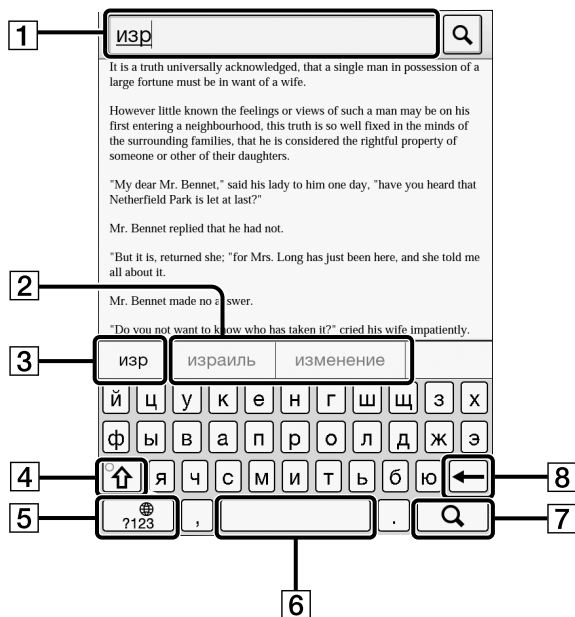 1
изр
It is a truth universally acknowledged, that a single man in possession of a
large fortune must be in want of a wife.
However little known the feelings or views of such a man may be on his
first entering a neighbourhood, this truth is so well fixed in the minds of
the surrounding families, that he is considered the rightful property of
someone or other of their daughters.
"My dear Mr. Bennet," said his lady to him one day, "have you heard that
Netherfield Park is let at last?"
Mr. Bennet replied that he had not.
"But it is, returned she; "for Mrs. Long has just been here, and she told me
all about it.
2
Mr. Bennet made no a swer.
"Do you not want to know who has taken it?" cried his wife impatiently.
3
изр израиль изменение
й ц у к е н г ш щ з х
ф ы в а п р о л д ж э
4 я ч с м и т ь б ю 8
5 ?123 , . 7
6